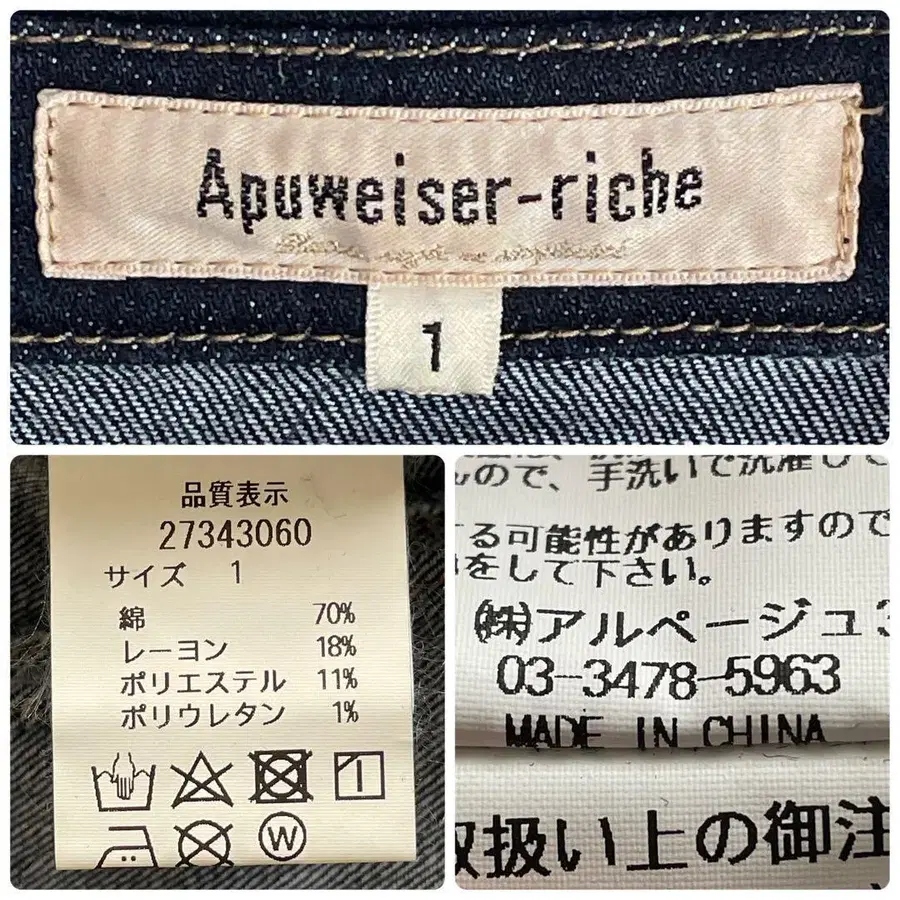 Apuweiser-riche
1
品質表示
27343060
サイズ 1
綿 70%
レーヨン 18%
ポリエステル 11%
ポリウレタン 1%
W
ので、手洗いで洗濯して
る可能性がありますので
をして下さい。
㈱アルページュ
03-3478-5963
MADE IN CHINA
取扱い上の御注